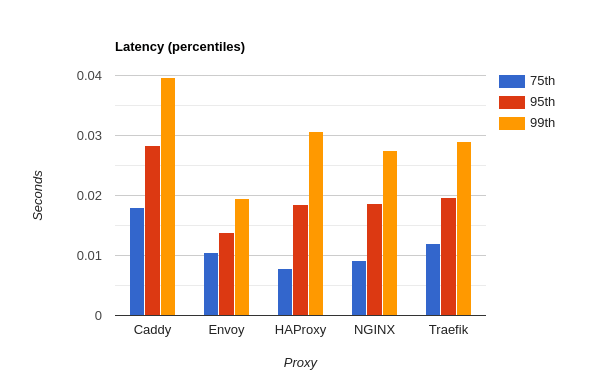 Latency (percentiles)
0.04
0.03
0.02
0.01
0
Seconds
Caddy
Envoy
HAProxy
NGINX
Traefik
Proxy
75th
95th
99th